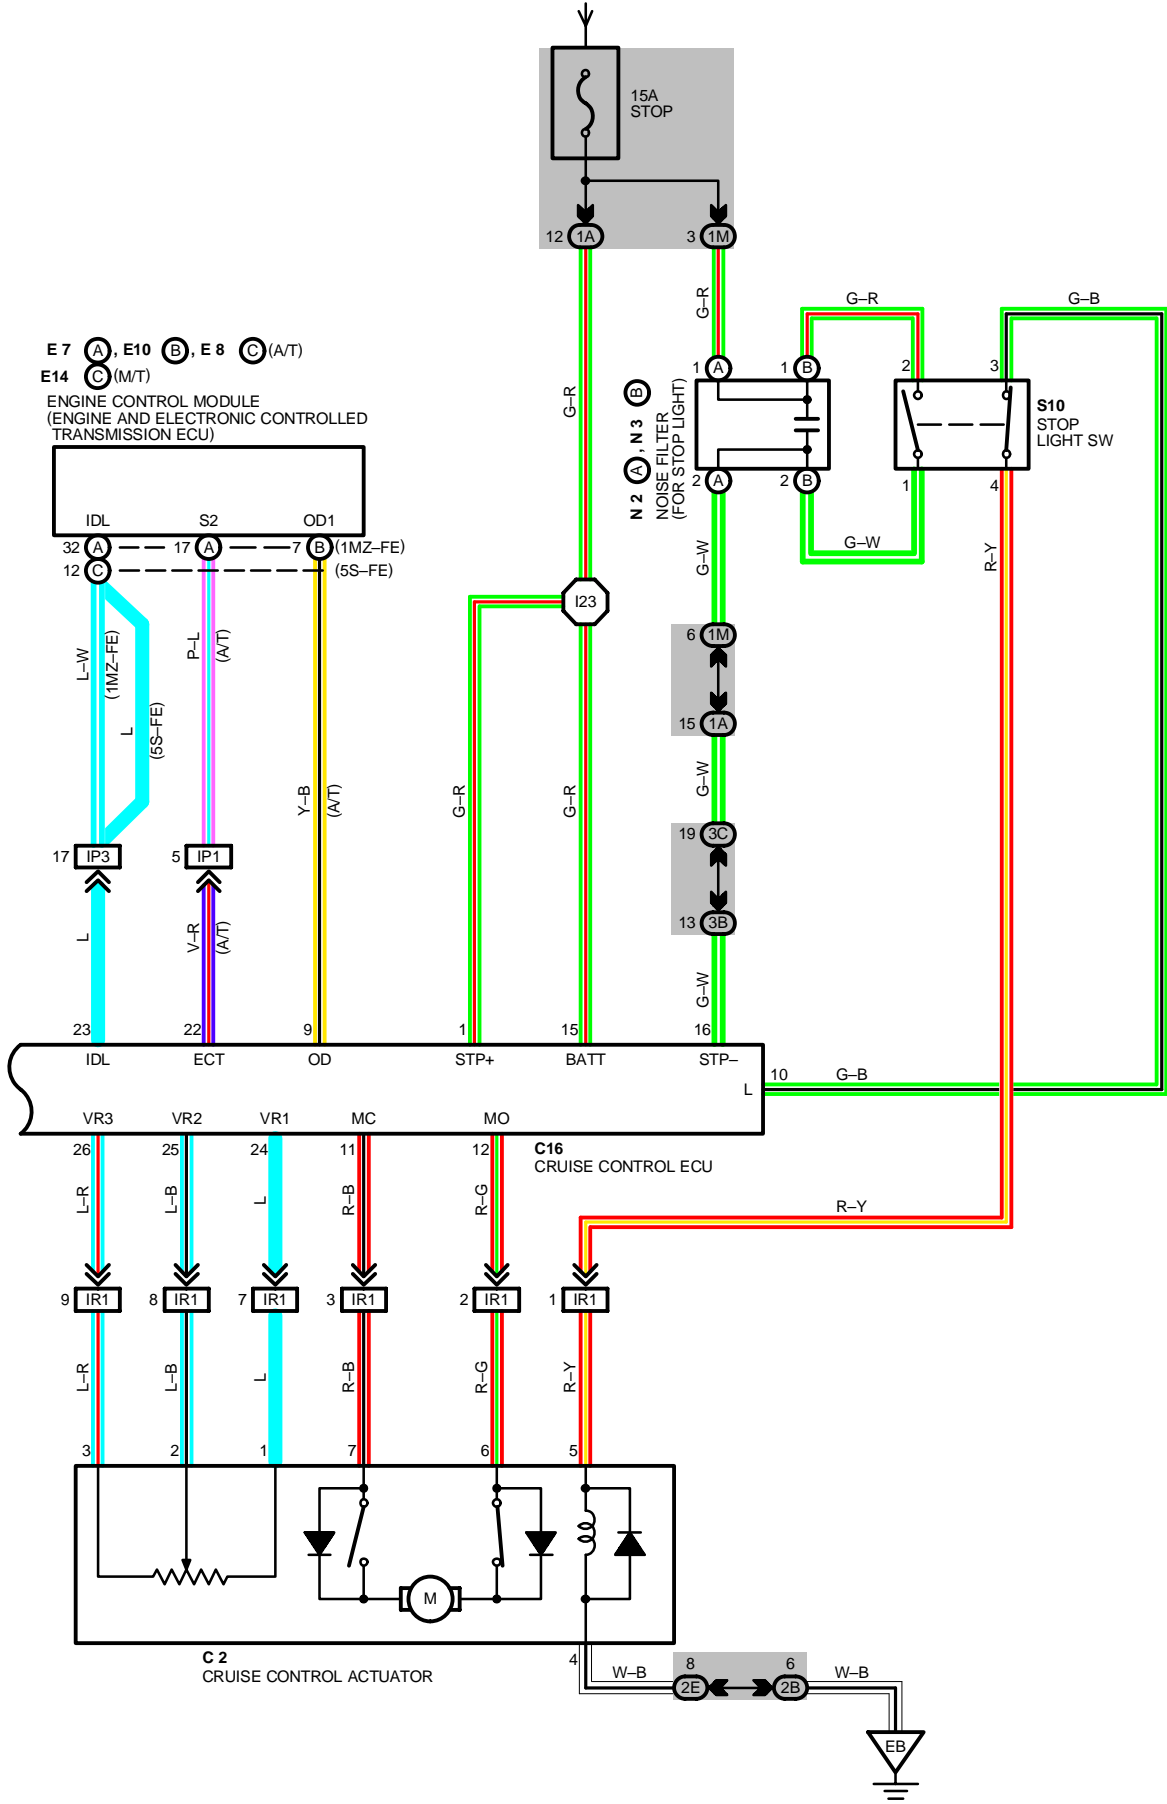 15A
STOP
12 1A
3 1M
G–R
G–R
G–B
E 7 A , E10 B , E 8 C (A/T)
E14 C (M/T)
ENGINE CONTROL MODULE
(ENGINE AND ELECTRONIC CONTROLLED
TRANSMISSION ECU)
G–R
N 2 A , N 3 B
NOISE FILTER
(FOR STOP LIGHT)
1 A
1 B
2 A
2 B
2
3
1
4
S10
STOP
LIGHT SW
IDL
S2
OD1
32 A
17 A
7 B (1MZ–FE)
12 C
(5S–FE)
G–W
G–W
R–Y
I23
L–W
(1MZ–FE)
L
(5S–FE)
P–L
(A/T)
Y–B
(A/T)
G–R
G–R
6 1M
15 1A
G–W
19 3C
13 3B
G–W
17 IP3
5 IP1
L
V–R
(A/T)
23
22
9
1
15
16
IDL
ECT
OD
STP+
BATT
STP–
L
10
G–B
VR3
VR2
VR1
MC
MO
26
25
24
11
12
C16
CRUISE CONTROL ECU
L–R
L–B
L
R–B
R–G
R–Y
9 IR1
8 IR1
7 IR1
3 IR1
2 IR1
1 IR1
L–R
L–B
L
R–B
R–G
R–Y
3
2
1
7
6
5
M
C 2
CRUISE CONTROL ACTUATOR
4
W–B
8
2E
6
2B
W–B
EB